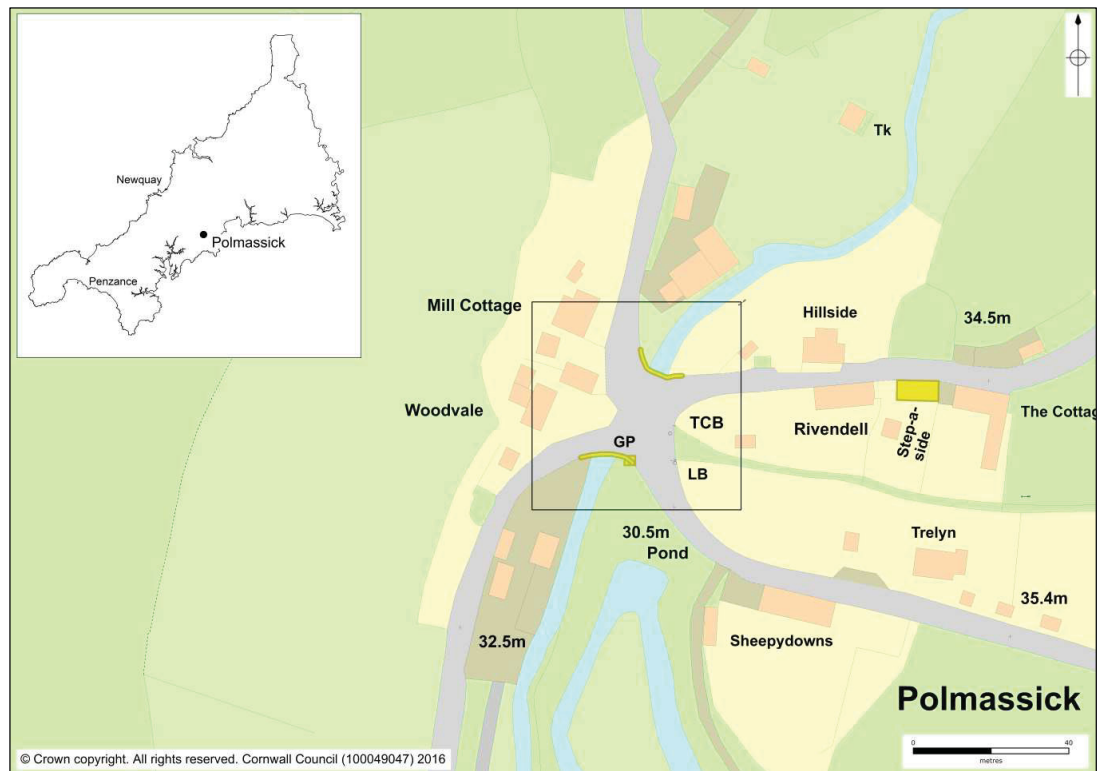 Newquay
Polmassick
Penzance
Tk
Mill Cottage
Hillside
34.5m
Woodvale
TCB
Rivendell
Step-a-
side
The Cottag
GP
LB
30.5m
Pond
Trelyn
35.4m
32.5m
Sheepydowns
Polmassick
0 40
metres
© Crown copyright. All rights reserved. Cornwall Council (100049047) 2016